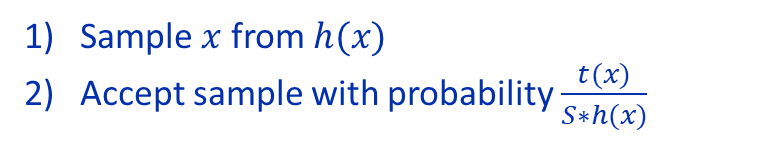 1) Sample x from h(x)
2) Accept sample with probability t(x)/S*h(x)